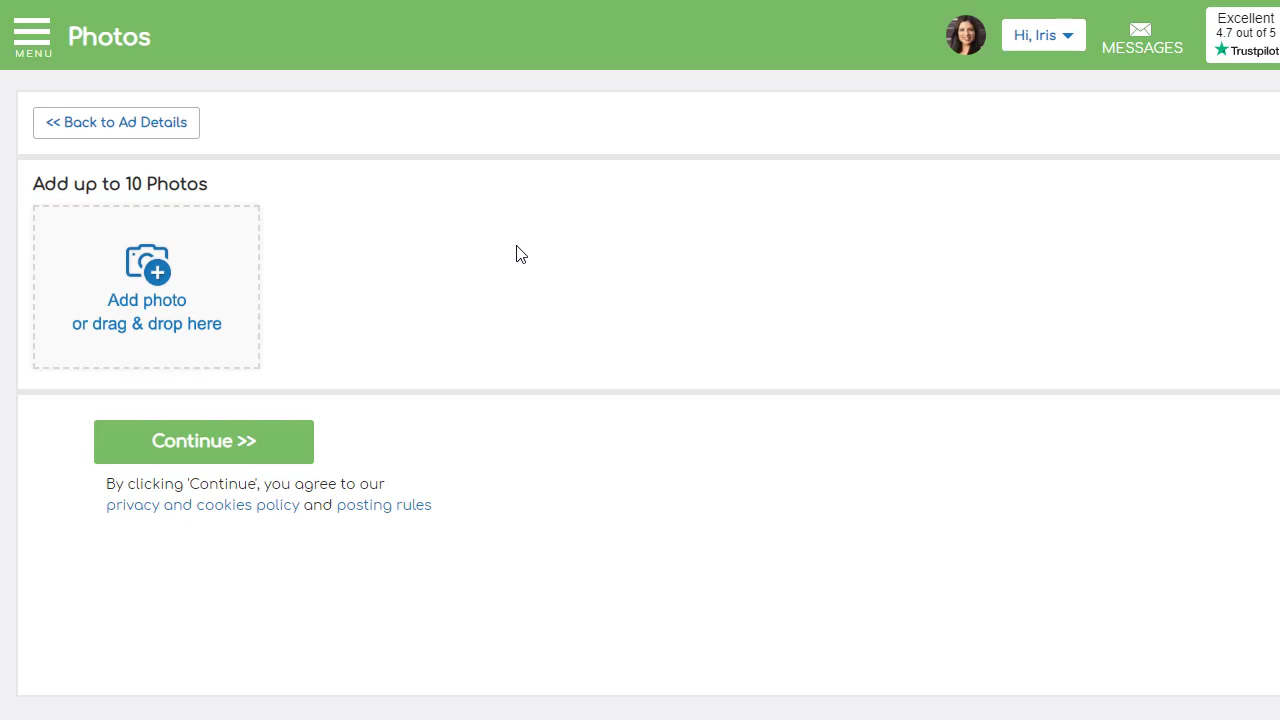 MENU
Photos
Hi, Iris
MESSAGES
Excellent
4.7 out of 5
Trustpilot
<< Back to Ad Details
Add up to 10 Photos
Add photo
or drag & drop here
Continue >>
By clicking 'Continue', you agree to our
privacy and cookies policy and posting rules